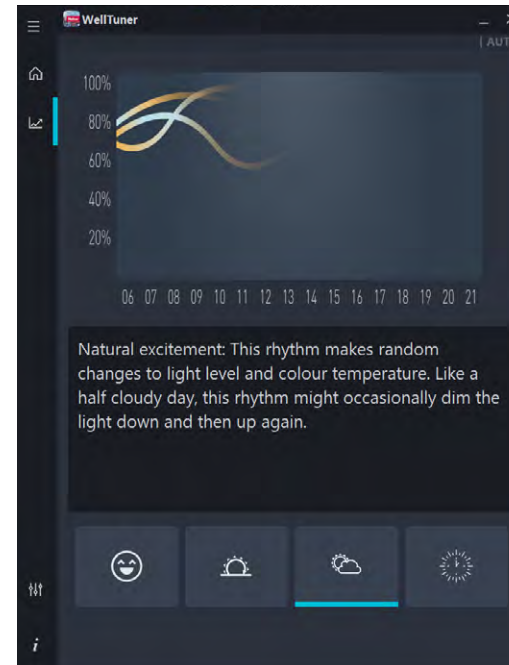 WellTuner
| AUT
100%
80%
60%
40%
20%
06 07 08 09 10 11 12 13 14 15 16 17 18 19 20 21
Natural excitement: This rhythm makes random
changes to light level and colour temperature. Like a
half cloudy day, this rhythm might occasionally dim the
light down and then up again.
i